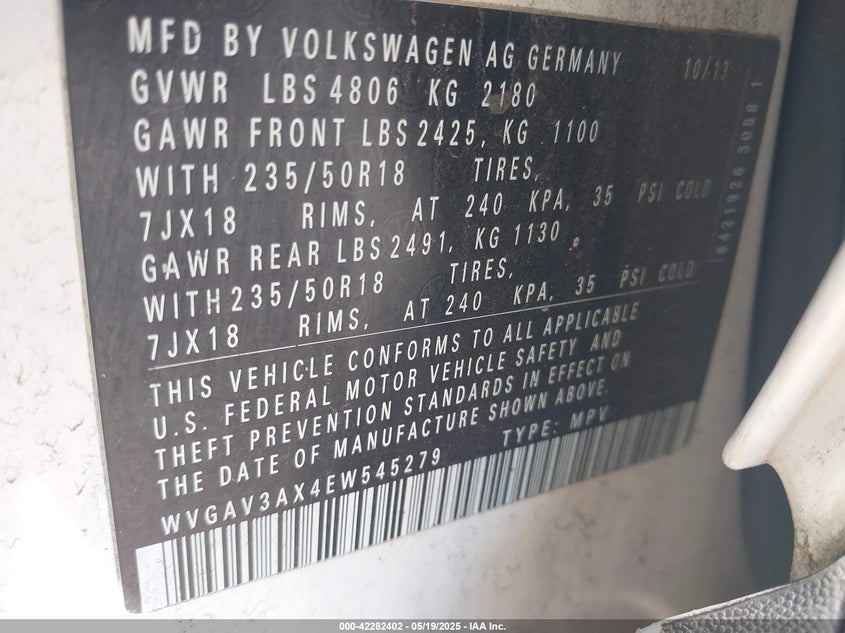 MFD BY VOLKSWAGEN AG GERMANY 10/13
GVWR LBS 4806 KG 2180
GAWR FRONT LBS 2425, KG 1100
WITH 235/50R18 TIRES,
7JX18 RIMS, AT 240 KPA, 35 PSI COLD
GAWR REAR LBS 2491, KG 1130
WITH 235/50R18 TIRES,
7JX18 RIMS, AT 240 KPA, 35 PSI COLD
THIS VEHICLE CONFORMS TO ALL APPLICABLE
U.S. FEDERAL MOTOR VEHICLE SAFETY AND
THEFT PREVENTION STANDARDS IN EFFECT ON
THE DATE OF MANUFACTURE SHOWN ABOVE.
WVGAV3AX4EW545279 TYPE: MPV
6421926 3058 1
000-42282402 - 05/19/2025 - IAA Inc.